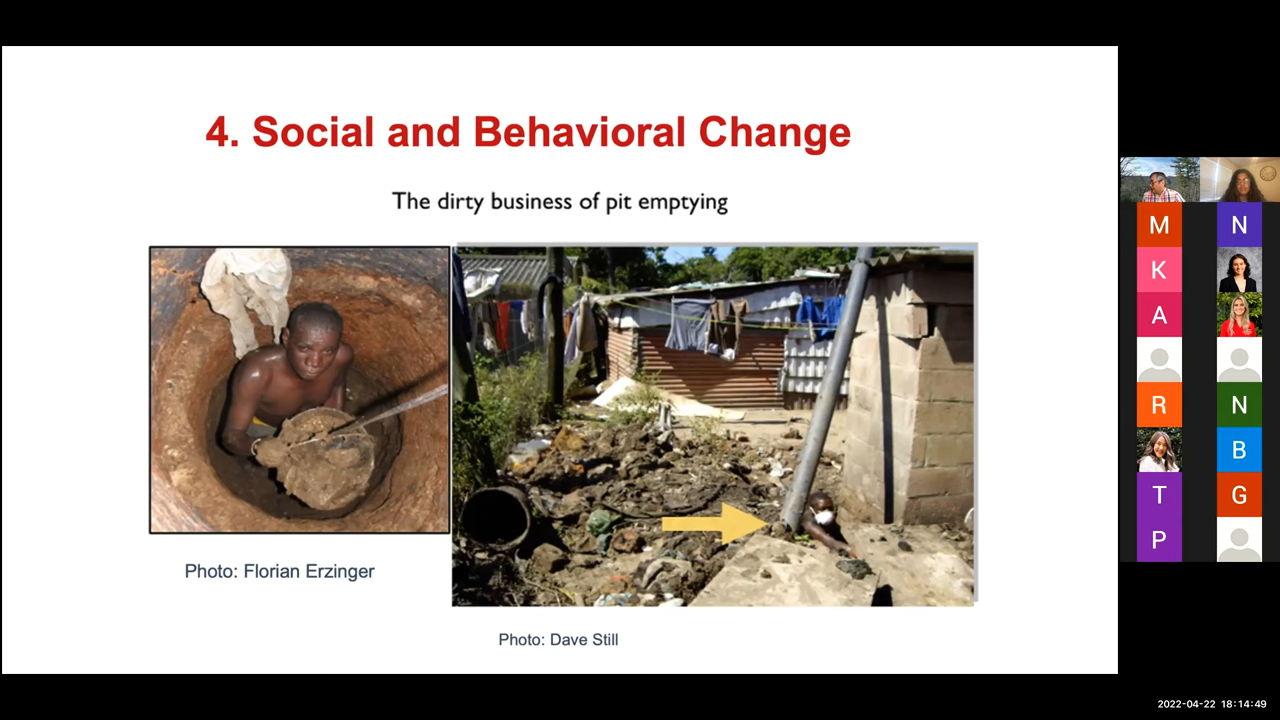 4. Social and Behavioral Change
The dirty business of pit emptying
Photo: Florian Erzinger
Photo: Dave Still
M
N
K
A
R
N
B
T
G
P
2022-04-22 18:14:49